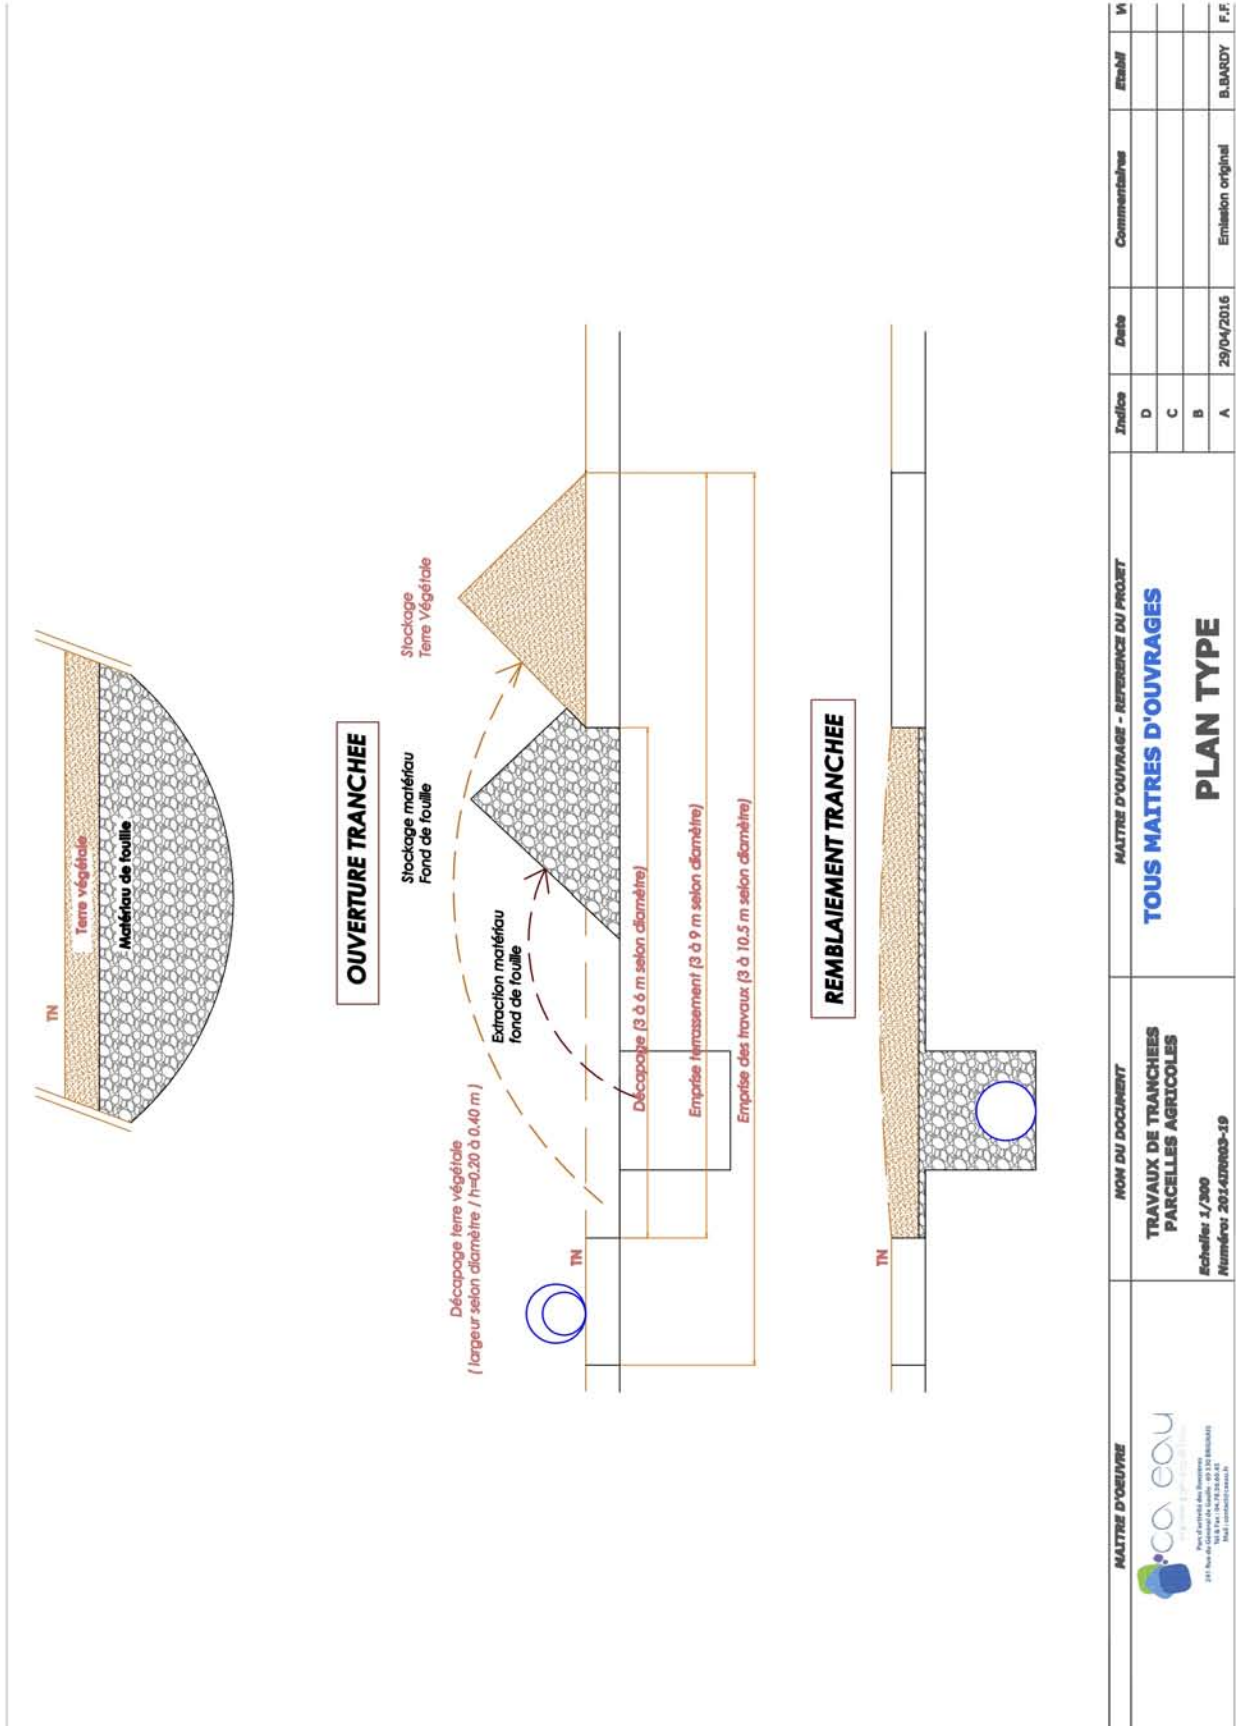 TN
Terre végétale
Matériau de fouille
OUVERTURE TRANCHEE
Décapage terre végétale
( largeur selon diamètre / h=0.20 à 0.40 m )
Extraction matériau
fond de fouille
Stockage matériau
Fond de fouille
Stockage
Terre Végétale
TN
Décapage (3 à 6 m selon diamètre)
Emprise terrassement (3 à 9 m selon diamètre)
Emprise des travaux (3 à 10.5 m selon diamètre)
REMBLAIEMENT TRANCHEE
TN
MAITRE D'OEUVRE
ca eau
NOM DU DOCUMENT
TRAVAUX DE TRANCHEES
PARCELLES AGRICOLES
Echelle: 1/300
Numéro: 2014IRR03-19
MAITRE D'OUVRAGE - REFERENCE DU PROJET
TOUS MAITRES D'OUVRAGES
PLAN TYPE
Indice Date Commentaires Etabli
D
C
B
A 29/04/2016 Emission original B.BARDY F.F.